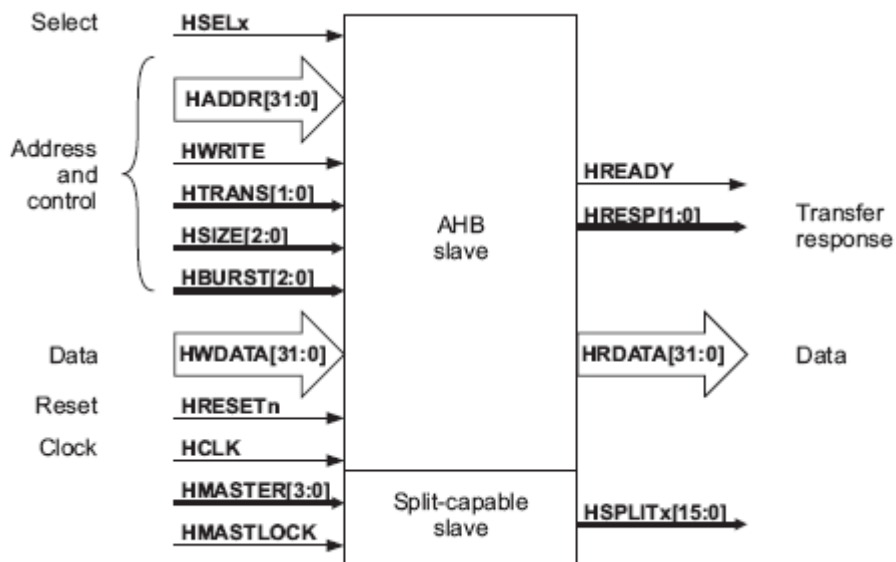 Select
HSELx
HADDR[31:0]
Address
and
control
HWRITE
HTRANS[1:0]
HSIZE[2:0]
HBURST[2:0]
AHB
slave
HREADY
HRESP[1:0]
Transfer
response
Data
HWDATA[31:0]
HRDATA[31:0]
Data
Reset
HRESETn
Clock
HCLK
HMASTER[3:0]
HMASTLOCK
Split-capable
slave
HSPLITx[15:0]